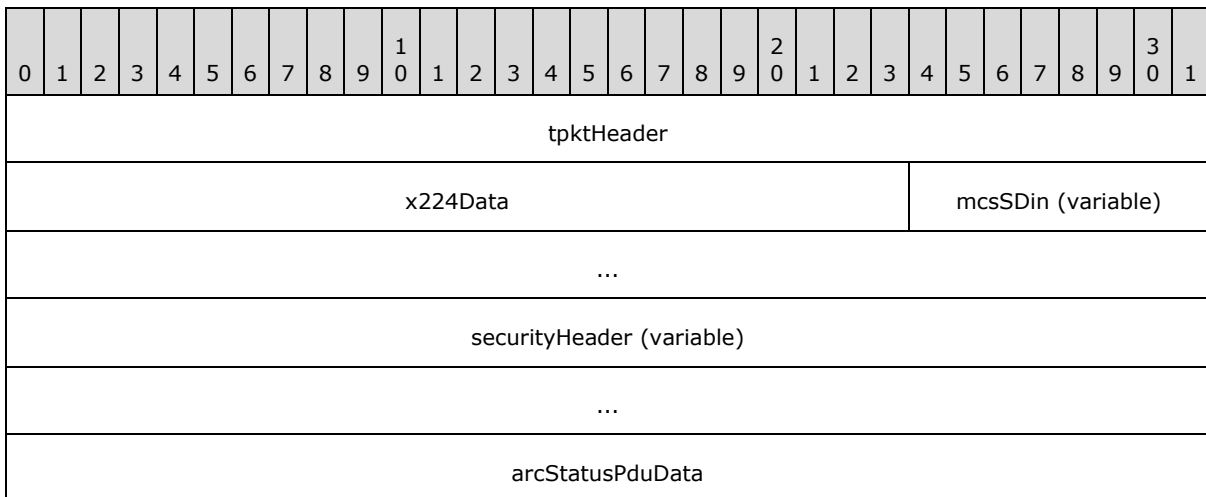 1 2 3
0 1 2 3 4 5 6 7 8 9 0 1 2 3 4 5 6 7 8 9 0 1 2 3 4 5 6 7 8 9 0 1
tpktHeader
x224Data mcsSDin (variable)
...
securityHeader (variable)
...
arcStatusPduData